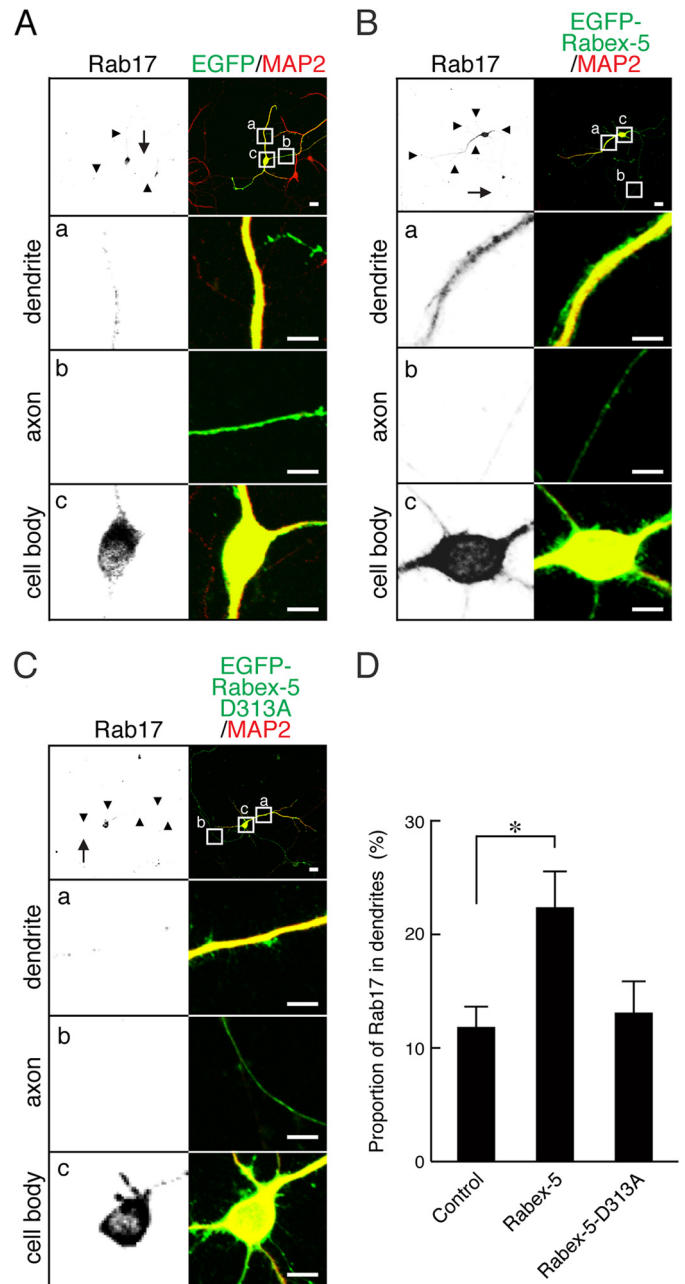 A
Rab17 EGFP/MAP2
a
b
c
dendrite
a
axon
b
cell body
c
B
EGFP-
Rabex-5
Rab17 /MAP2
a
c
b
dendrite
a
axon
b
cell body
c
C
EGFP-
Rabex-5
D313A
Rab17 /MAP2
b
c
a
dendrite
a
axon
b
cell body
c
D
Proportion of Rab17 in dendrites (%)
30
20
10
0
*
Control
Rabex-5
Rabex-5-D313A